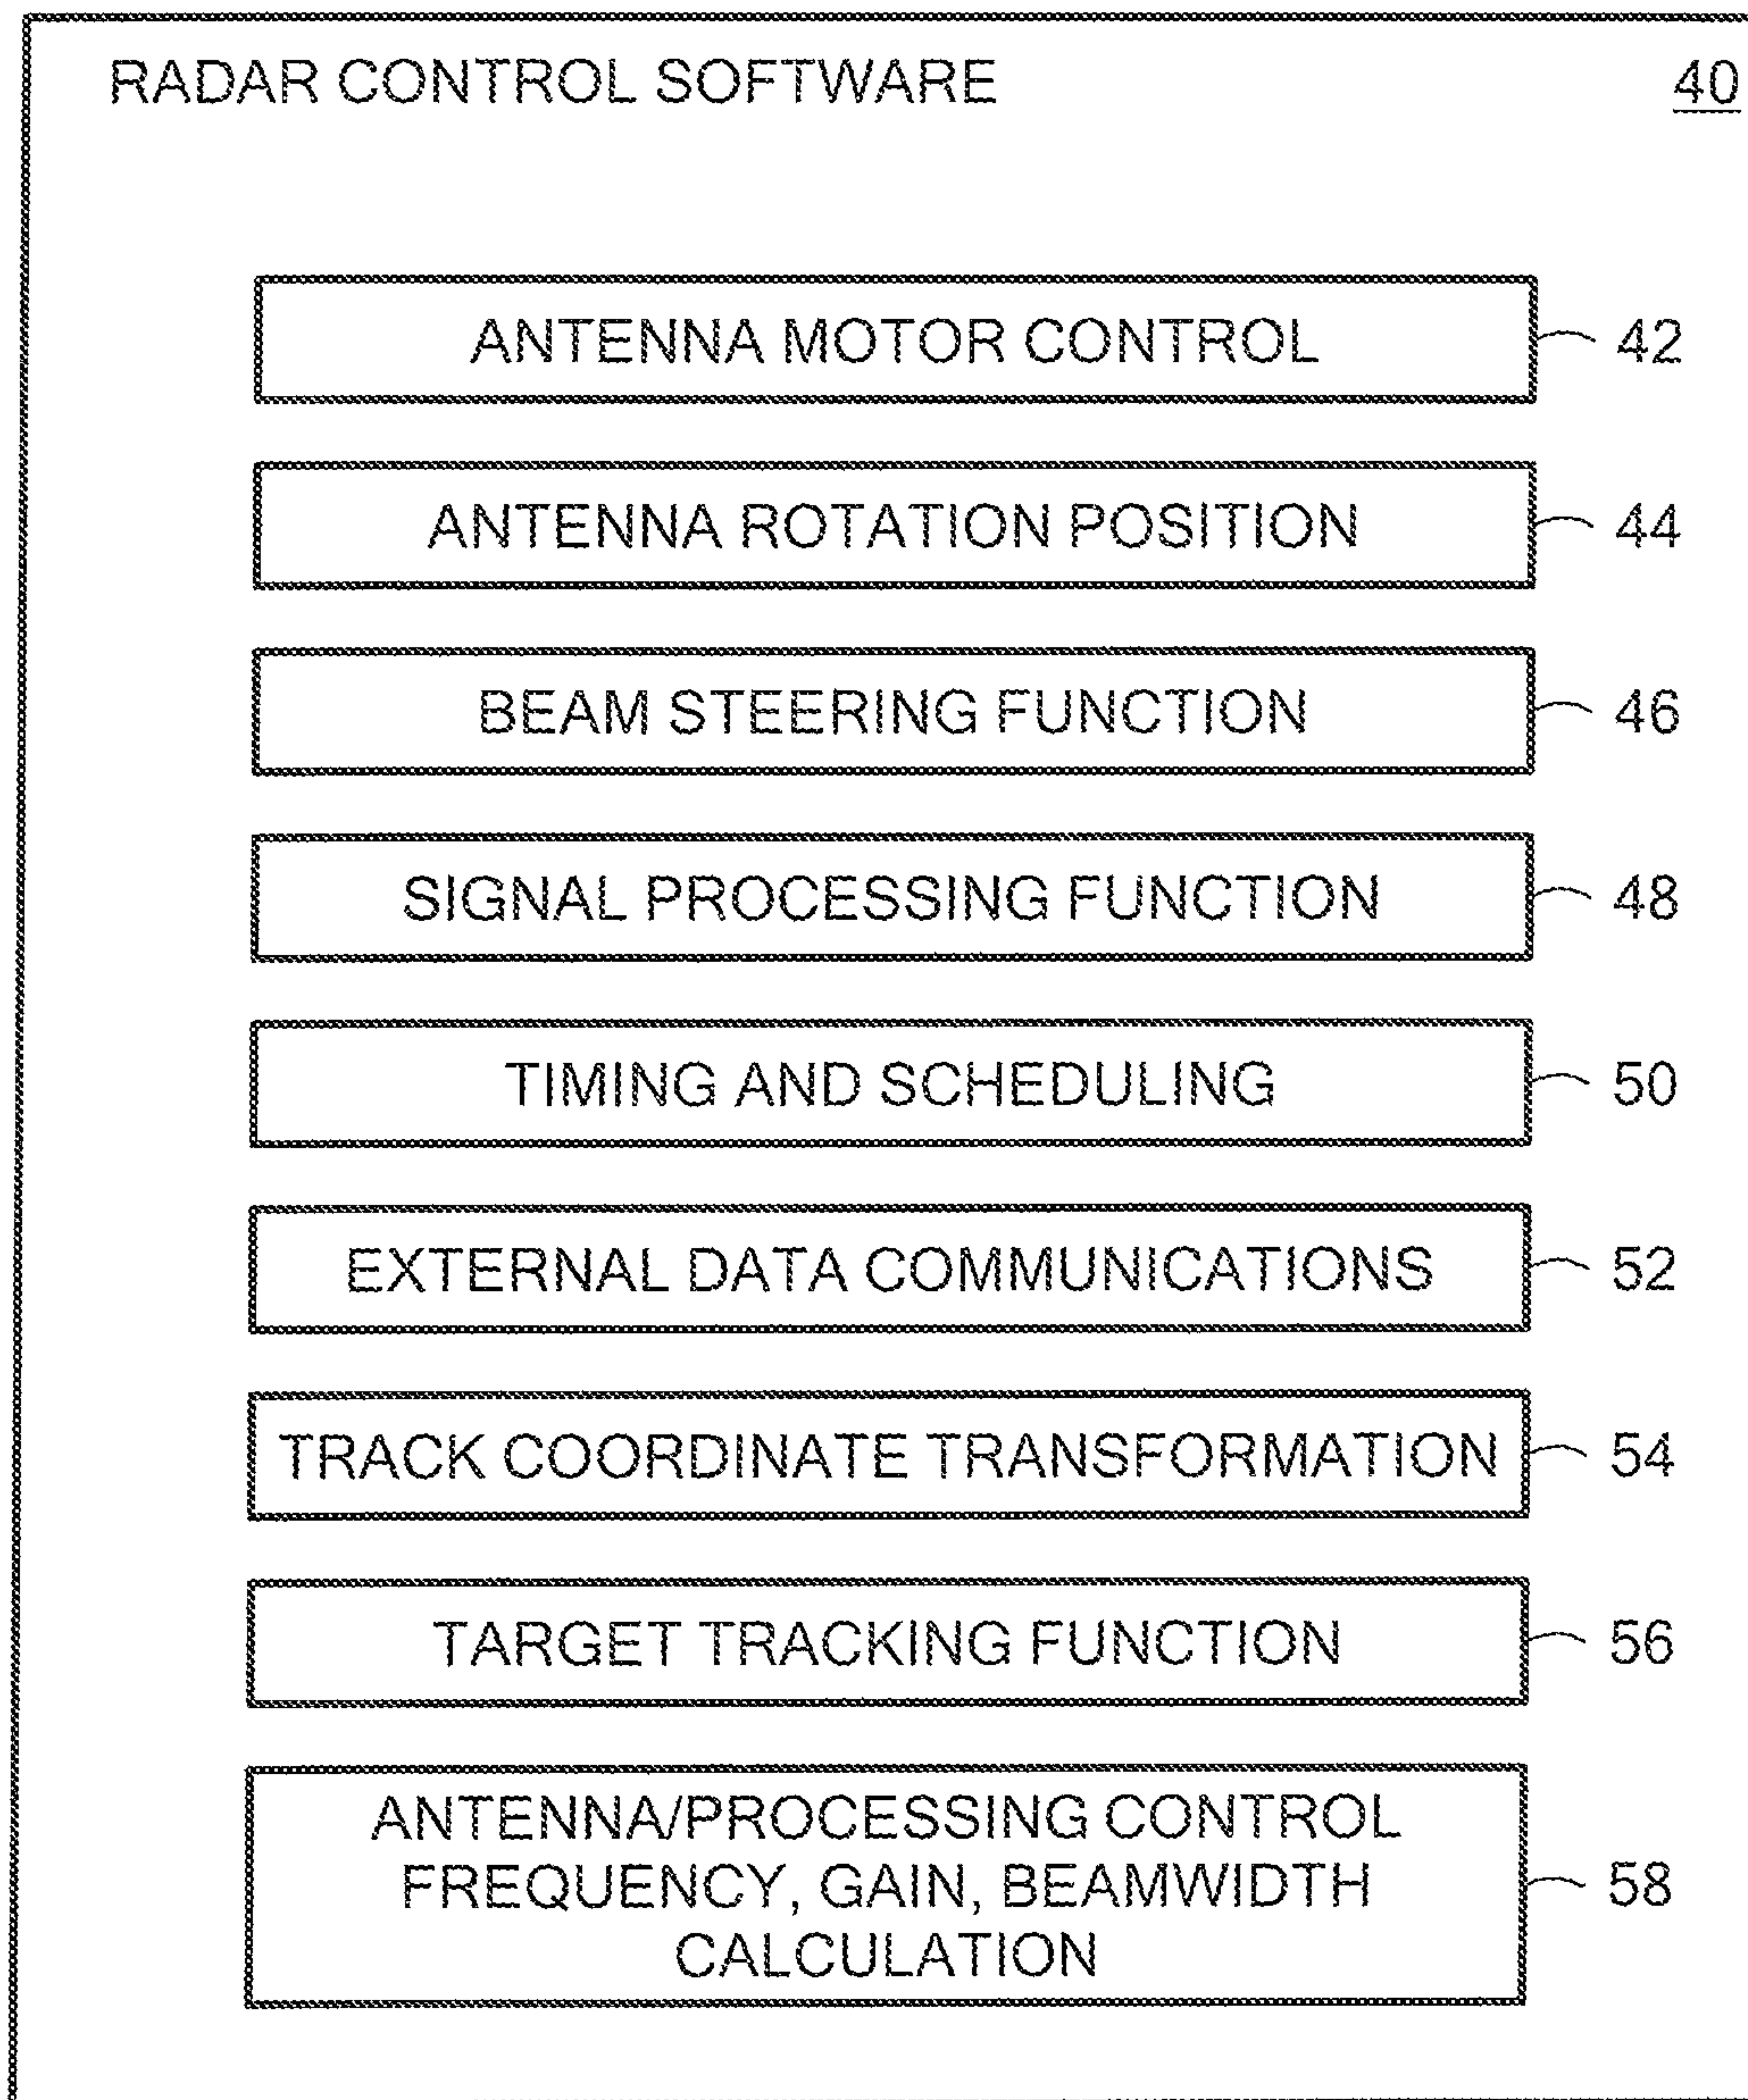 RADAR CONTROL SOFTWARE 40
ANTENNA MOTOR CONTROL 42
ANTENNA ROTATION POSITION 44
BEAM STEERING FUNCTION 46
SIGNAL PROCESSING FUNCTION 48
TIMING AND SCHEDULING 50
EXTERNAL DATA COMMUNICATIONS 52
TRACK COORDINATE TRANSFORMATION 54
TARGET TRACKING FUNCTION 56
ANTENNA/PROCESSING CONTROL
FREQUENCY, GAIN, BEAMWIDTH 58
CALCULATION